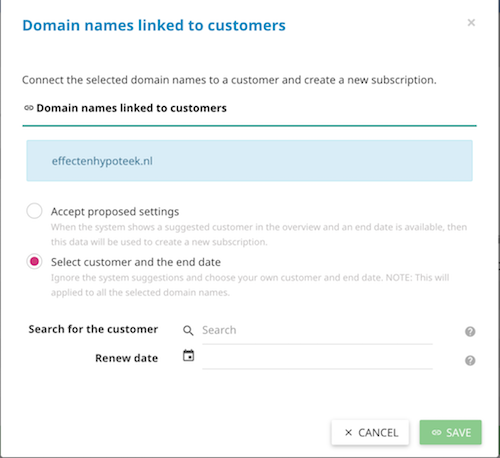 Domain names linked to customers
×
Connect the selected domain names to a customer and create a new subscription.
Domain names linked to customers
effectenhypoteek.nl
Accept proposed settings
When the system shows a suggested customer in the overview and an end date is available, then
this data will be used to create a new subscription.
Select customer and the end date
Ignore the system suggestions and choose your own customer and end date. NOTE: This will
applied to all the selected domain names.
Search for the customer Search ?
Renew date ?
× CANCEL SAVE